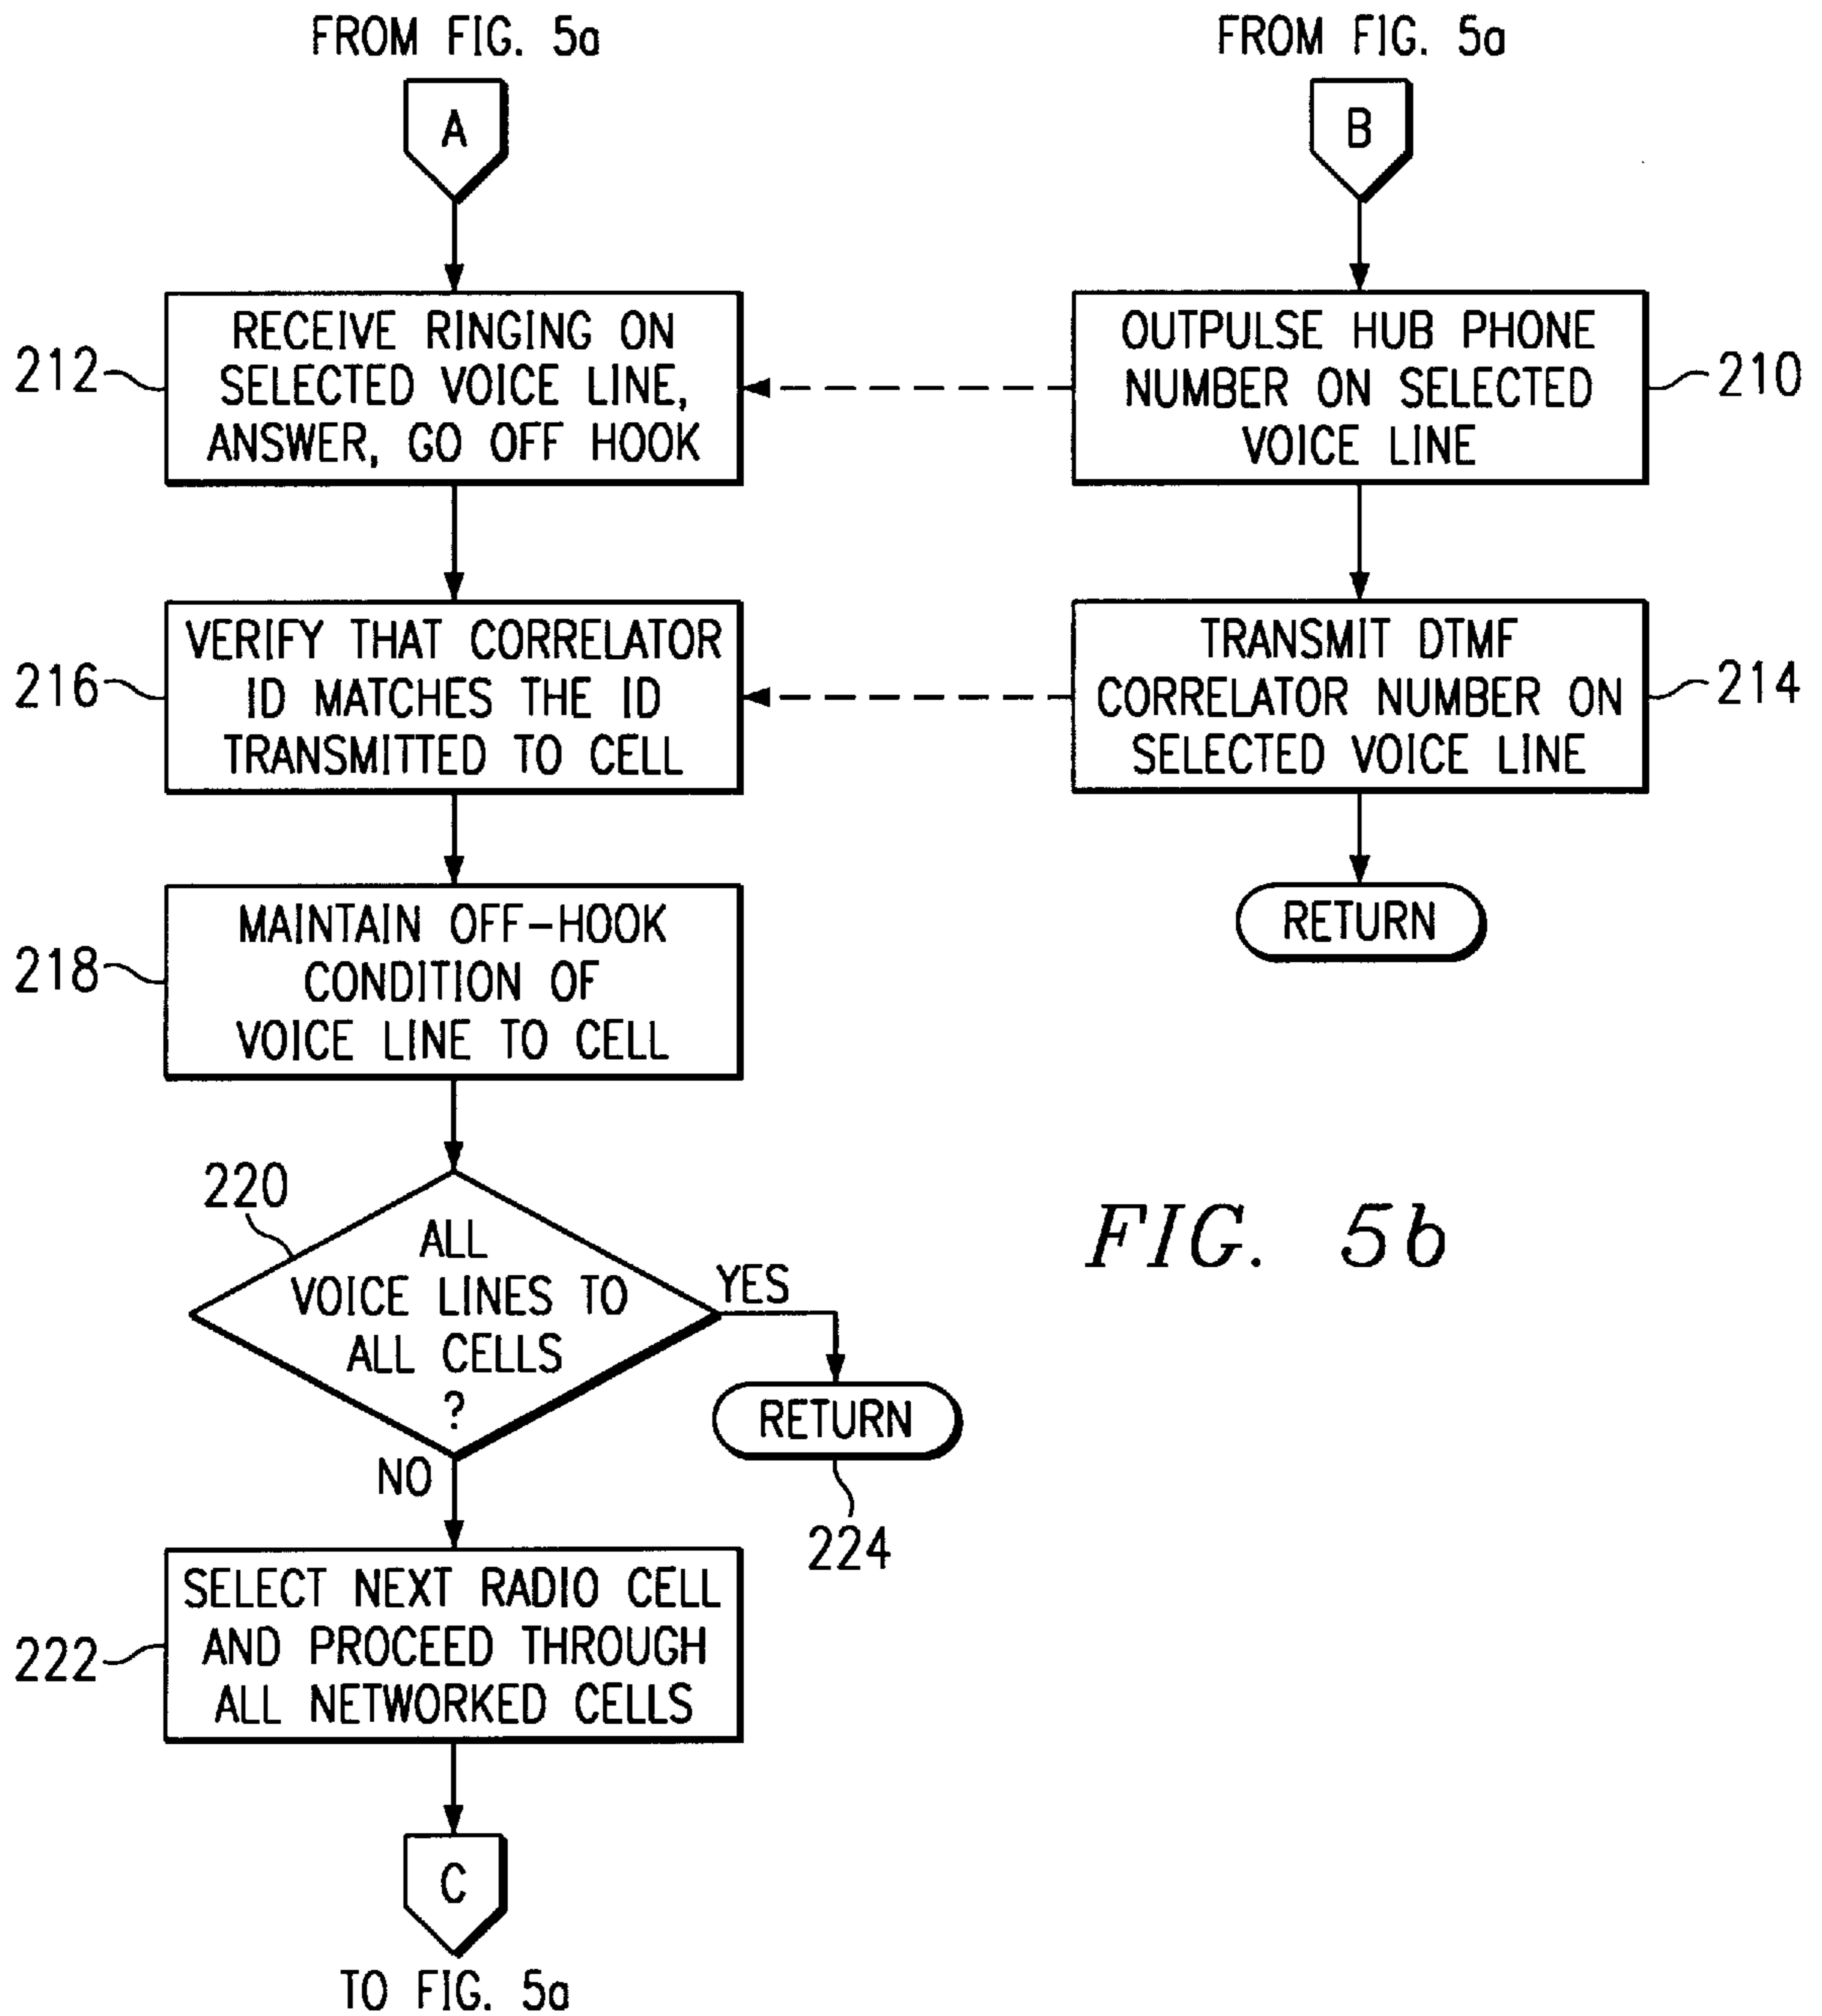 FROM FIG. 5a
A
212
RECEIVE RINGING ON
SELECTED VOICE LINE,
ANSWER, GO OFF HOOK
216
VERIFY THAT CORRELATOR
ID MATCHES THE ID
TRANSMITTED TO CELL
218
MAINTAIN OFF-HOOK
CONDITION OF
VOICE LINE TO CELL
220
ALL
VOICE LINES TO
ALL CELLS
?
YES
RETURN
224
NO
222
SELECT NEXT RADIO CELL
AND PROCEED THROUGH
ALL NETWORKED CELLS
C
TO FIG. 5a
FROM FIG. 5a
B
OUTPULSE HUB PHONE
NUMBER ON SELECTED
VOICE LINE
210
TRANSMIT DTMF
CORRELATOR NUMBER ON
SELECTED VOICE LINE
214
RETURN
FIG. 5b